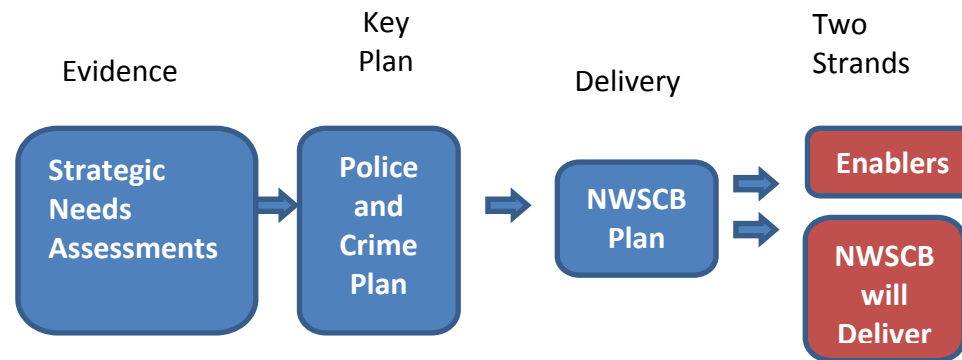 Evidence
Key
Plan
Delivery
Two
Strands
Strategic
Needs
Assessments
Police
and
Crime
Plan
NWSCB
Plan
Enablers
NWSCB
will
Deliver